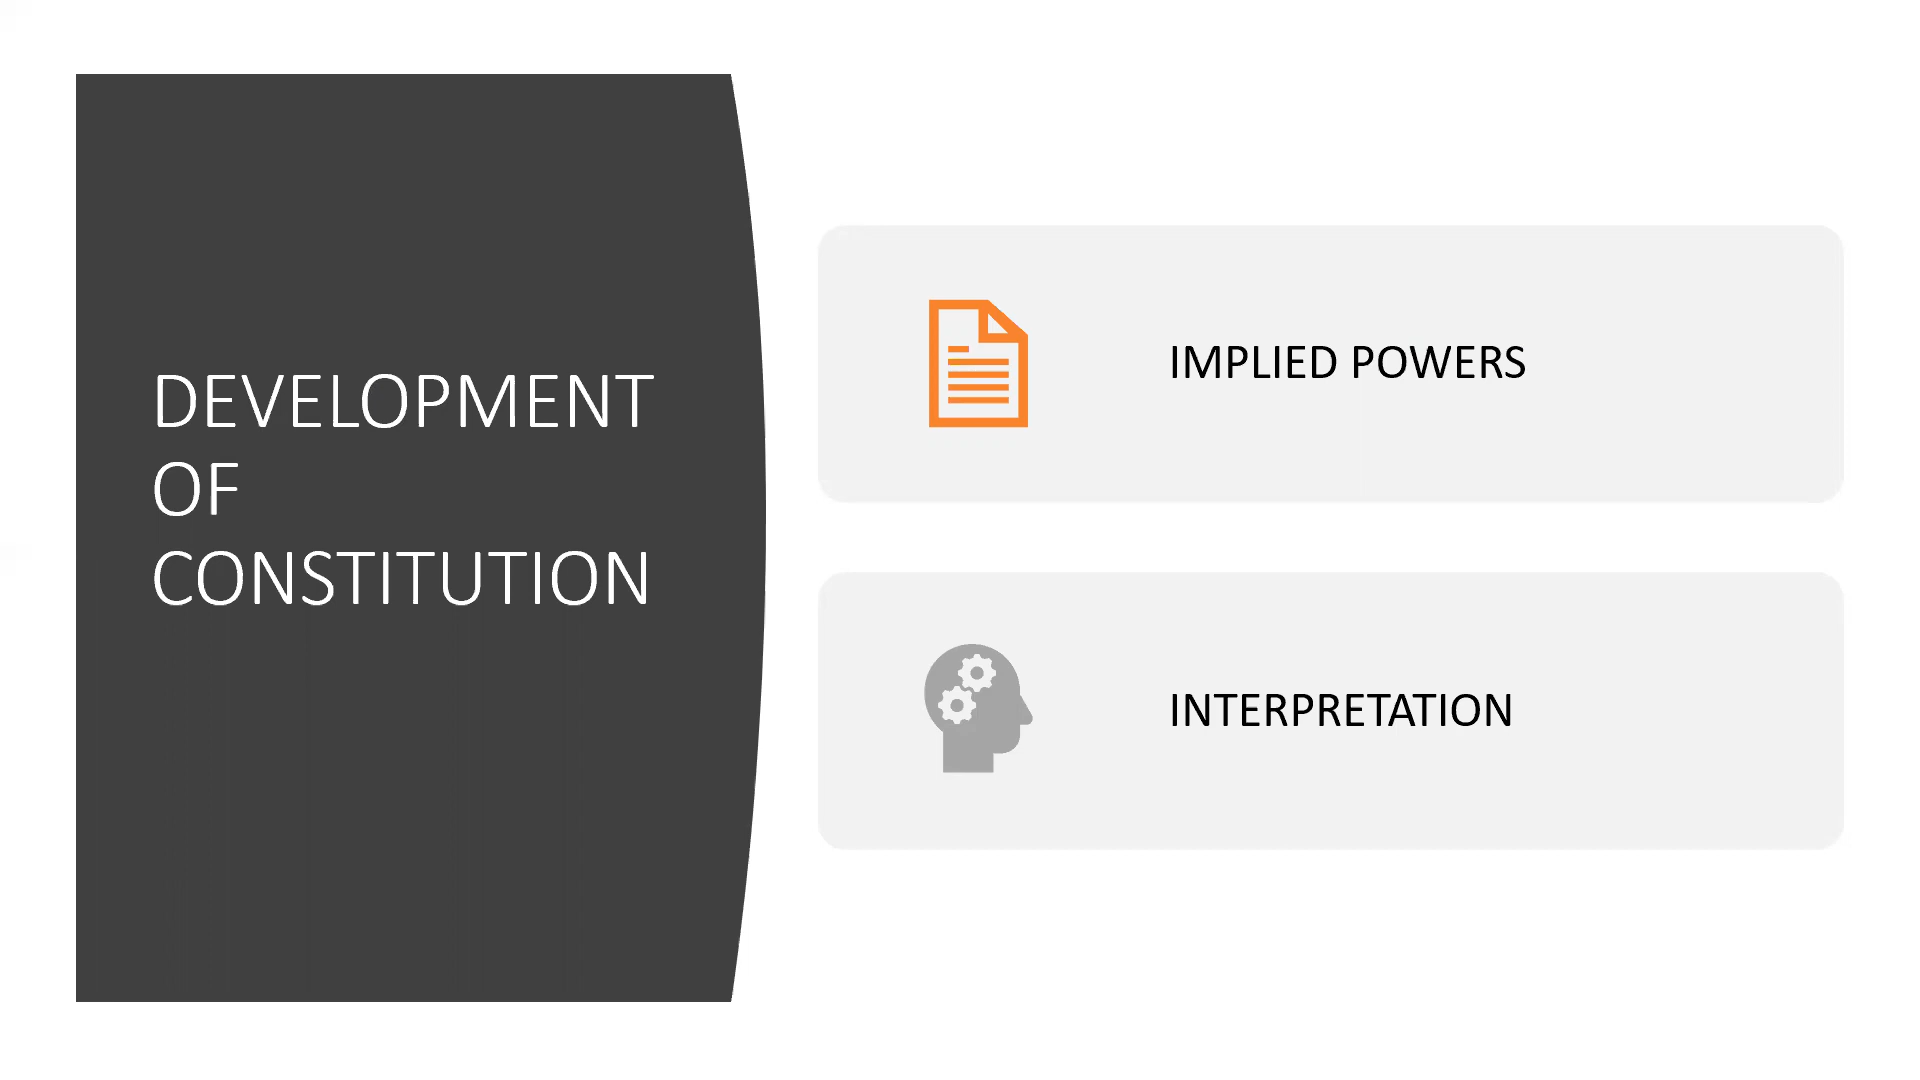 DEVELOPMENT
OF
CONSTITUTION
IMPLIED POWERS
INTERPRETATION